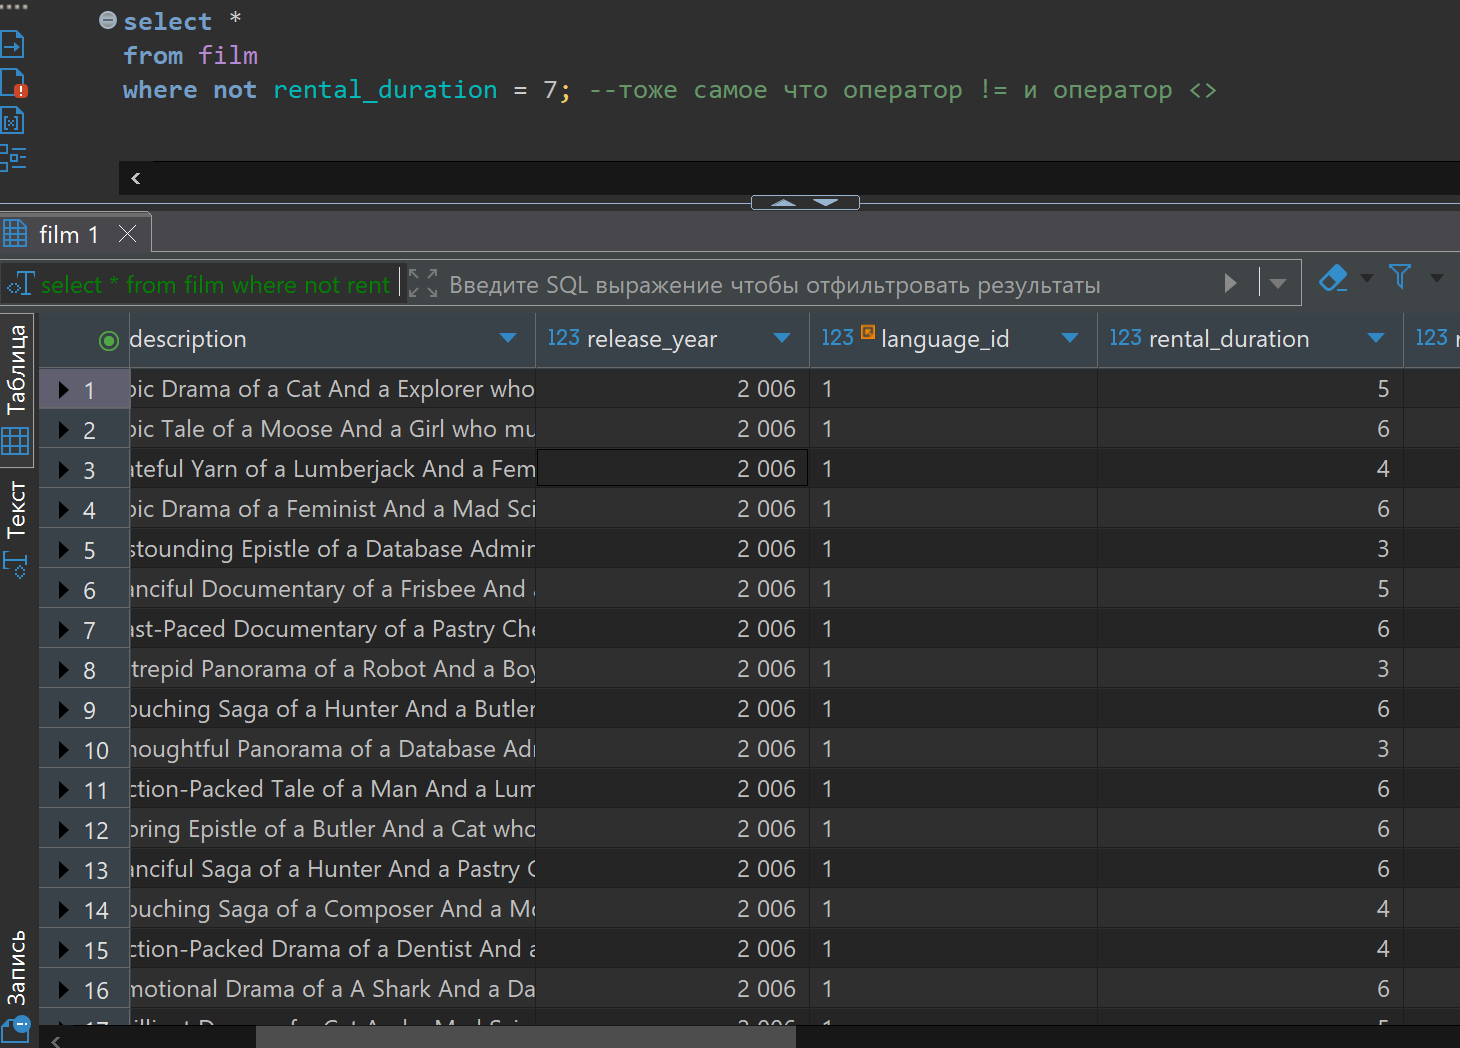 select *
from film
where not rental_duration = 7; --тоже самое что оператор != и оператор <>
film 1
select * from film where not rent
Введите SQL выражение чтобы отфильтровать результаты
Таблица
Текст
Запись
description 123 release_year 123 language_id 123 rental_duration 123
1 pic Drama of a Cat And a Explorer who 2 006 1 5
2 pic Tale of a Moose And a Girl who mu 2 006 1 6
3 ateful Yarn of a Lumberjack And a Fem 2 006 1 4
4 pic Drama of a Feminist And a Mad Sci 2 006 1 6
5 stounding Epistle of a Database Admin 2 006 1 3
6 anciful Documentary of a Frisbee And 2 006 1 5
7 ast-Paced Documentary of a Pastry Che 2 006 1 6
8 trepid Panorama of a Robot And a Boy 2 006 1 3
9 ouching Saga of a Hunter And a Butler 2 006 1 6
10 houghtful Panorama of a Database Adı 2 006 1 3
11 ction-Packed Tale of a Man And a Lum 2 006 1 6
12 oring Epistle of a Butler And a Cat who 2 006 1 6
13 anciful Saga of a Hunter And a Pastry C 2 006 1 6
14 ouching Saga of a Composer And a Mo 2 006 1 4
15 ction-Packed Drama of a Dentist And a 2 006 1 4
16 motional Drama of a A Shark And a Da 2 006 1 6